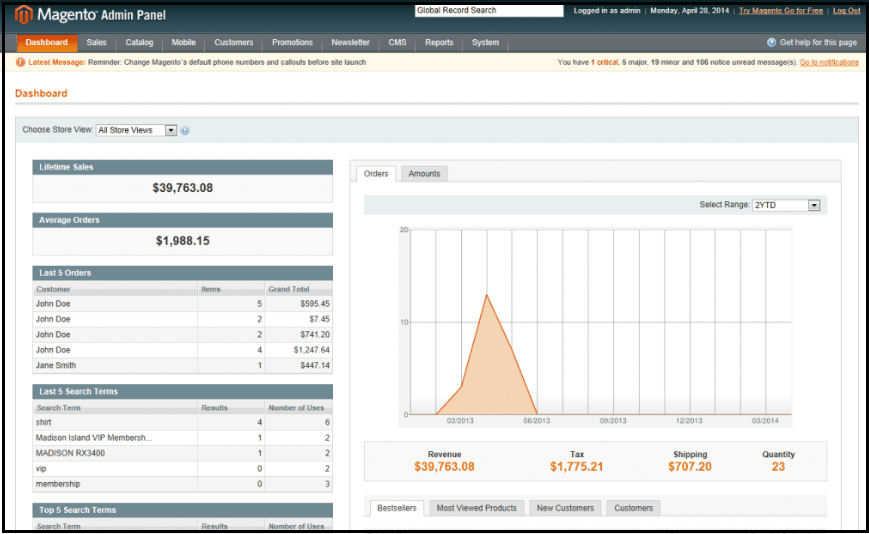 Magento® Admin Panel
Global Record Search
Logged in as admin | Monday, April 28, 2014 | Try Magento Go for Free | Log Out
Dashboard Sales Catalog Mobile Customers Promotions Newsletter CMS Reports System Get help for this page
Latest Message: Reminder: Change Magento's default phone numbers and callouts before site launch You have 1 critical, 5 major, 19 minor and 106 notice unread message(s). Go to notifications
Dashboard
Choose Store View: All Store Views
Lifetime Sales
$39,763.08
Average Orders
$1,988.15
Last 5 Orders
Customer Items Grand Total
John Doe 5 $595.45
John Doe 2 $7.45
John Doe 2 $741.20
John Doe 4 $1,247.64
Jane Smith 1 $447.14
Last 5 Search Terms
Search Term Results Number of Uses
shirt 4 6
Madison Island VIP Membersh... 1 2
MADISON RX3400 1 2
vip 0 2
membership 0 3
Top 5 Search Terms
Search Term Results Number of Uses
Orders Amounts
Select Range: 2YTD
20
10
0
03/2013 06/2013 09/2013 12/2013 03/2014
Revenue Tax Shipping Quantity
$39,763.08 $1,775.21 $707.20 23
Bestsellers Most Viewed Products New Customers Customers